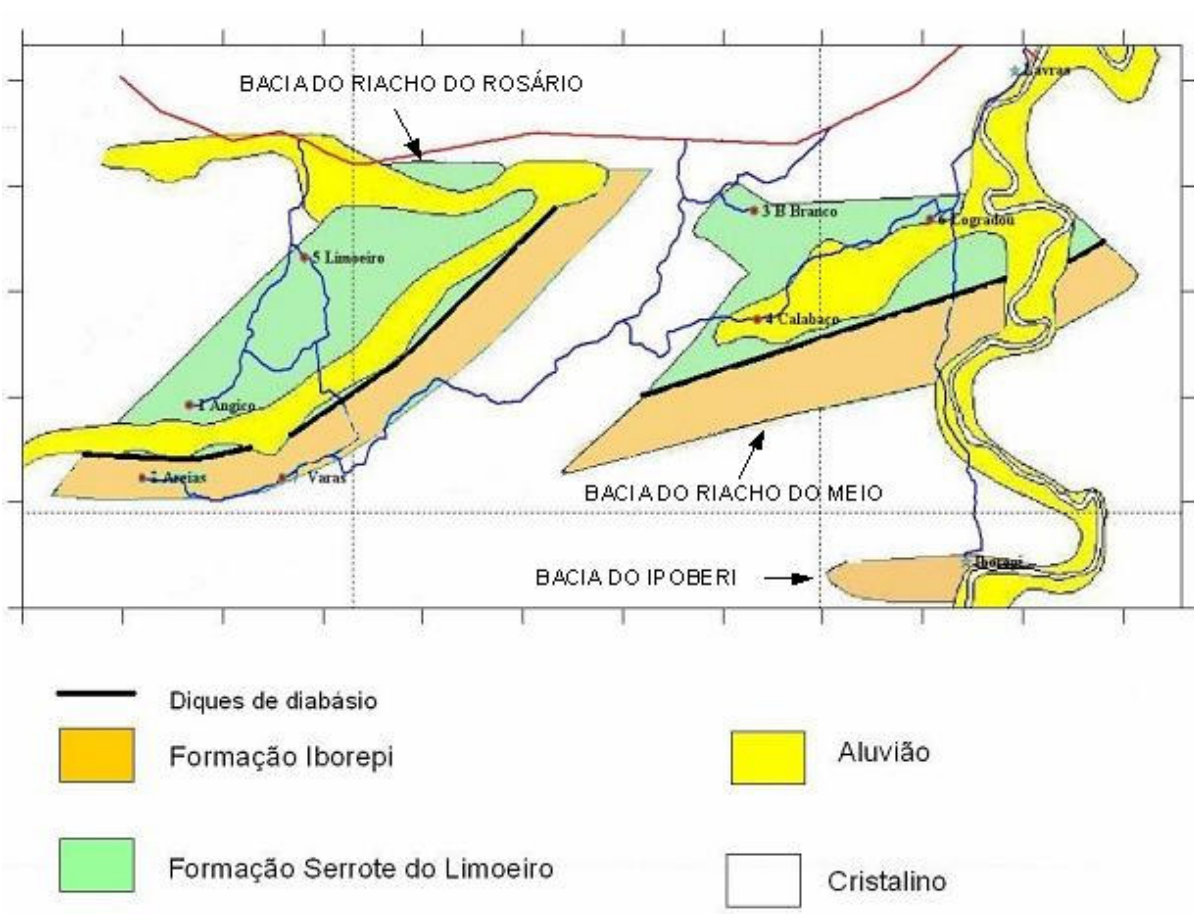 BACIA DO RIACHO DO ROSÁRIO
Lavras
3 B Branco
6 Logradou
5 Limoeiro
4 Calabaço
1 Angico
2 Areias
7 Varas
BACIA DO RIACHO DO MEIO
BACIA DO IPOBERI
Iborepi
Diques de diabásio
Formação Iborepi
Aluvião
Formação Serrote do Limoeiro
Cristalino